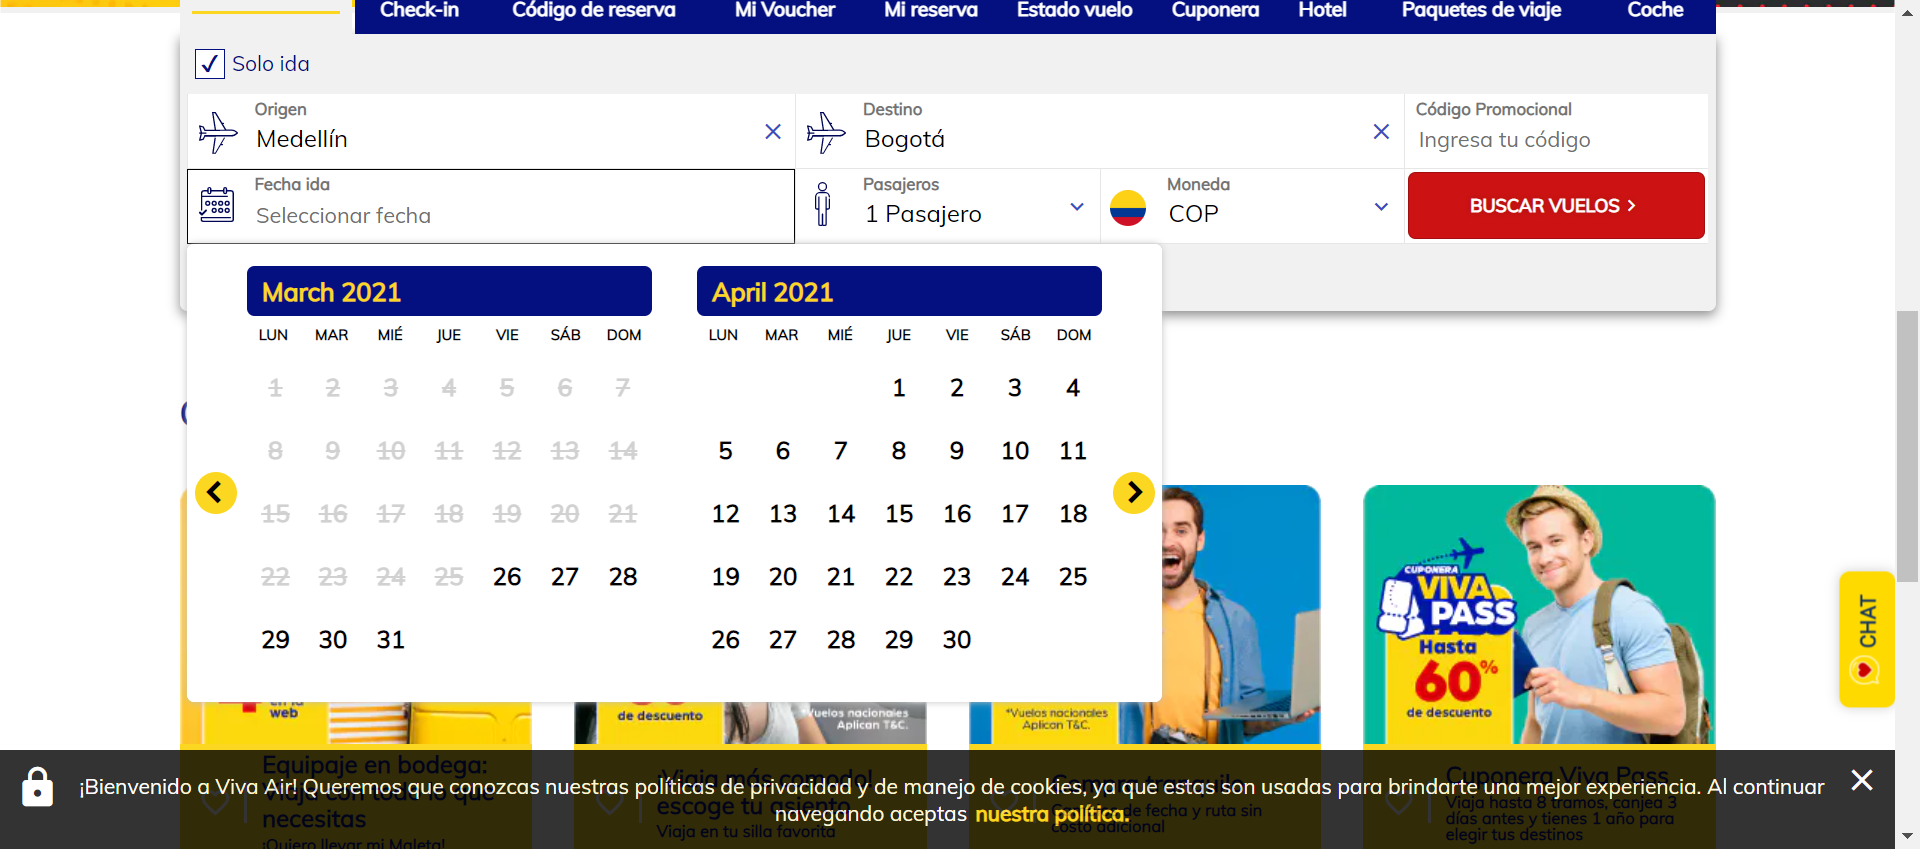 Check-in Código de reserva Mi Voucher Mi reserva Estado vuelo Cuponera Hotel Paquetes de viaje Coche
Solo ida
Origen
Medellín
Destino
Bogotá
Código Promocional
Ingresa tu código
Fecha ida
Seleccionar fecha
Pasajeros
1 Pasajero
Moneda
COP
BUSCAR VUELOS
March 2021
LUN MAR MIÉ JUE VIE SÁB DOM
1 2 3 4 5 6 7
8 9 10 11 12 13 14
15 16 17 18 19 20 21
22 23 24 25 26 27 28
29 30 31
April 2021
LUN MAR MIÉ JUE VIE SÁB DOM
1 2 3 4
5 6 7 8 9 10 11
12 13 14 15 16 17 18
19 20 21 22 23 24 25
26 27 28 29 30
CUPONERA
VIVA
PASS
Hasta
60%
de descuento
CHAT
en la
web
de descuento
*Vuelos nacionales
Aplican T&C.
*Vuelos nacionales
Aplican T&C.
Equipaje en bodega:
Viaja con todo lo que
necesitas
¡Quiero llevar mi Maleta!
¡Viaja más comodo!
escoge tu asiento
Viaja en tu silla favorita
Compra tranquilo
de fecha y ruta sin
costo adicional
Cuponera Viva Pass
Viaja hasta 8 tramos, canjea 3
días antes y tienes 1 año para
elegir tus destinos
¡Bienvenido a Viva Air! Queremos que conozcas nuestras políticas de privacidad y de manejo de cookies, ya que estas son usadas para brindarte una mejor experiencia. Al continuar
navegando aceptas nuestra política.